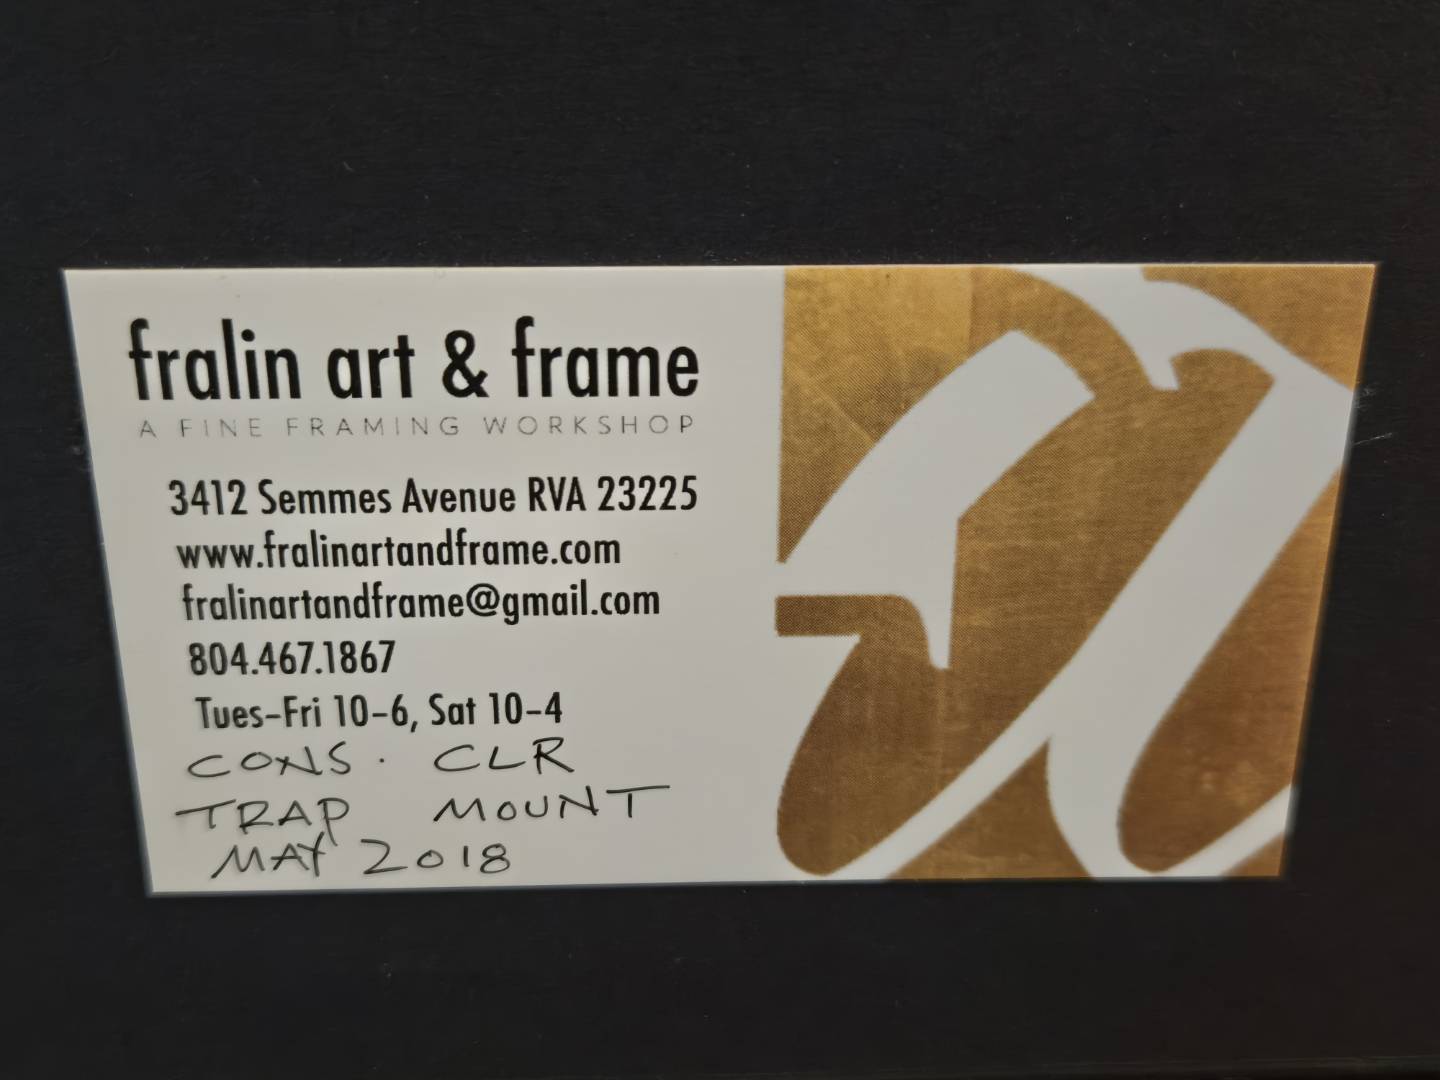 fralin art & frame
A FINE FRAMING WORKSHOP
3412 Semmes Avenue RVA 23225
www.fralinartandframe.com
fralinartandframe@gmail.com
804.467.1867
Tues-Fri 10-6, Sat 10-4
CONS. CLR
TRAP MOUNT
MAY 2018